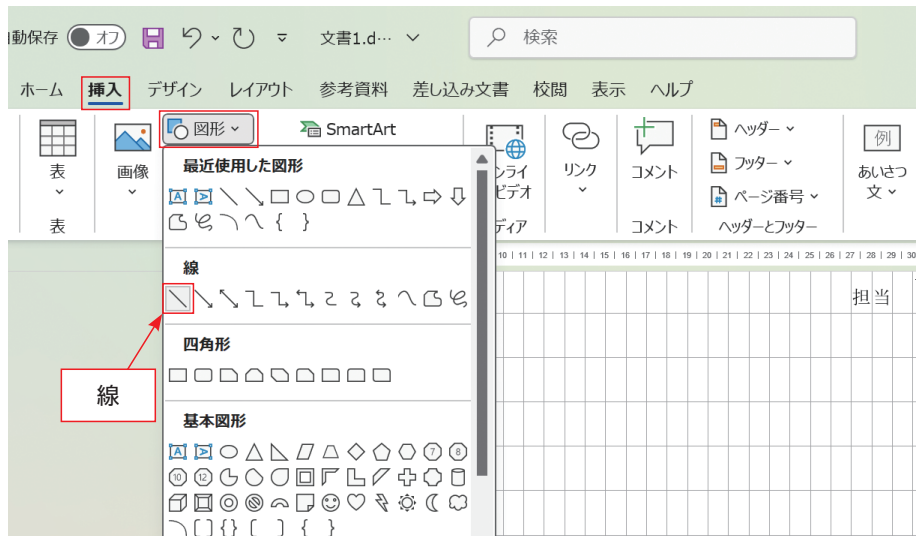 自動保存 オフ 文書1.d… 検索
ホーム 挿入 デザイン レイアウト 参考資料 差し込み文書 校閲 表示 ヘルプ
表
表
画像
図形
SmartArt
ンライ
ビデオ
ディア
リンク
コメント
コメント
ヘッダー
フッター
ページ番号
ヘッダーとフッター
例
あいさつ
文
最近使用した図形
線
四角形
基本図形
線
10 11 12 13 14 15 16 17 18 19 20 21 22 23 24 25 26 27 28 29 30
担当